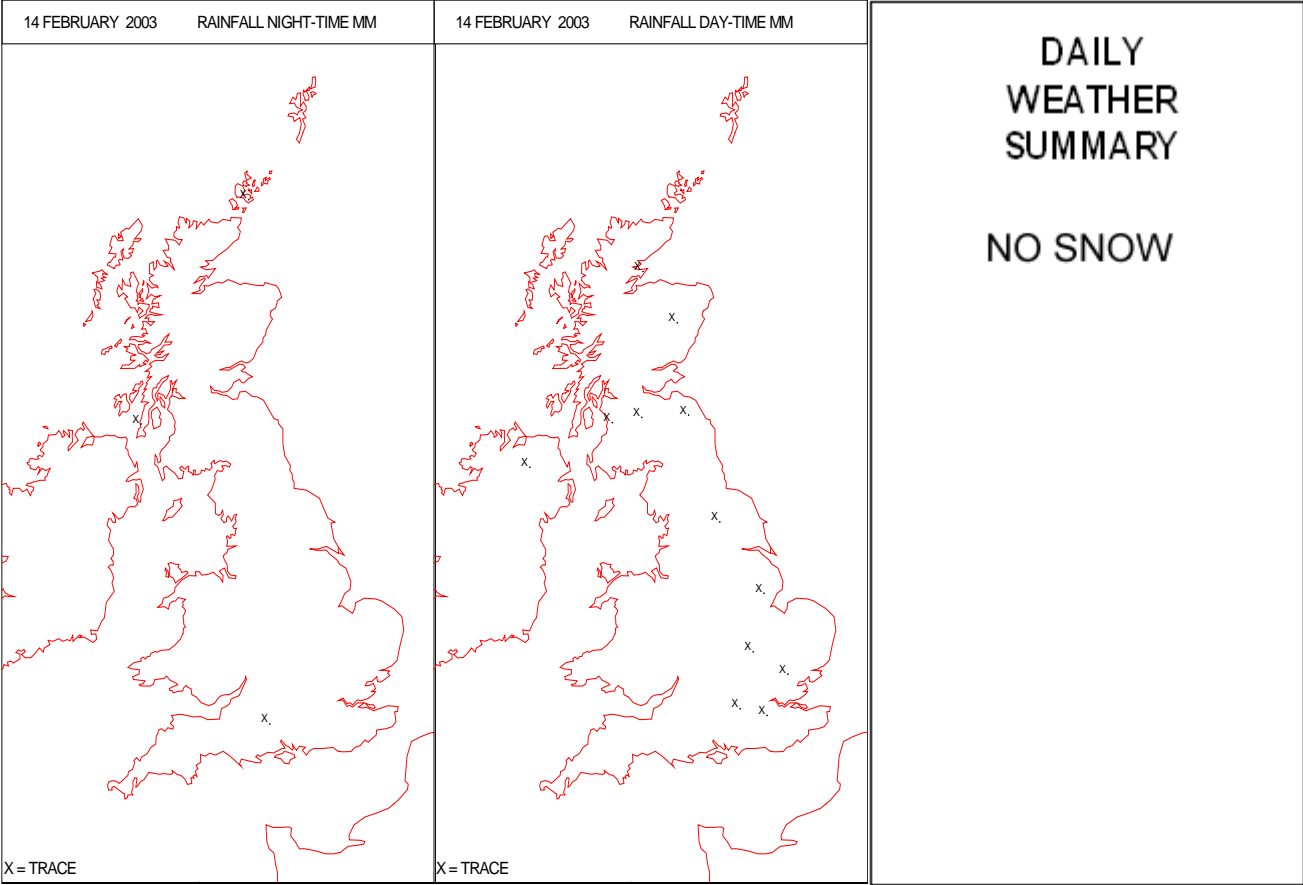 14 FEBRUARY 2003 RAINFALL NIGHT-TIME MM
X
X.
X.
X = TRACE
14 FEBRUARY 2003 RAINFALL DAY-TIME MM
X
X.
X.
X.
X.
X.
X.
X.
X.
X.
X.
X.
X = TRACE
DAILY
WEATHER
SUMMARY
NO SNOW